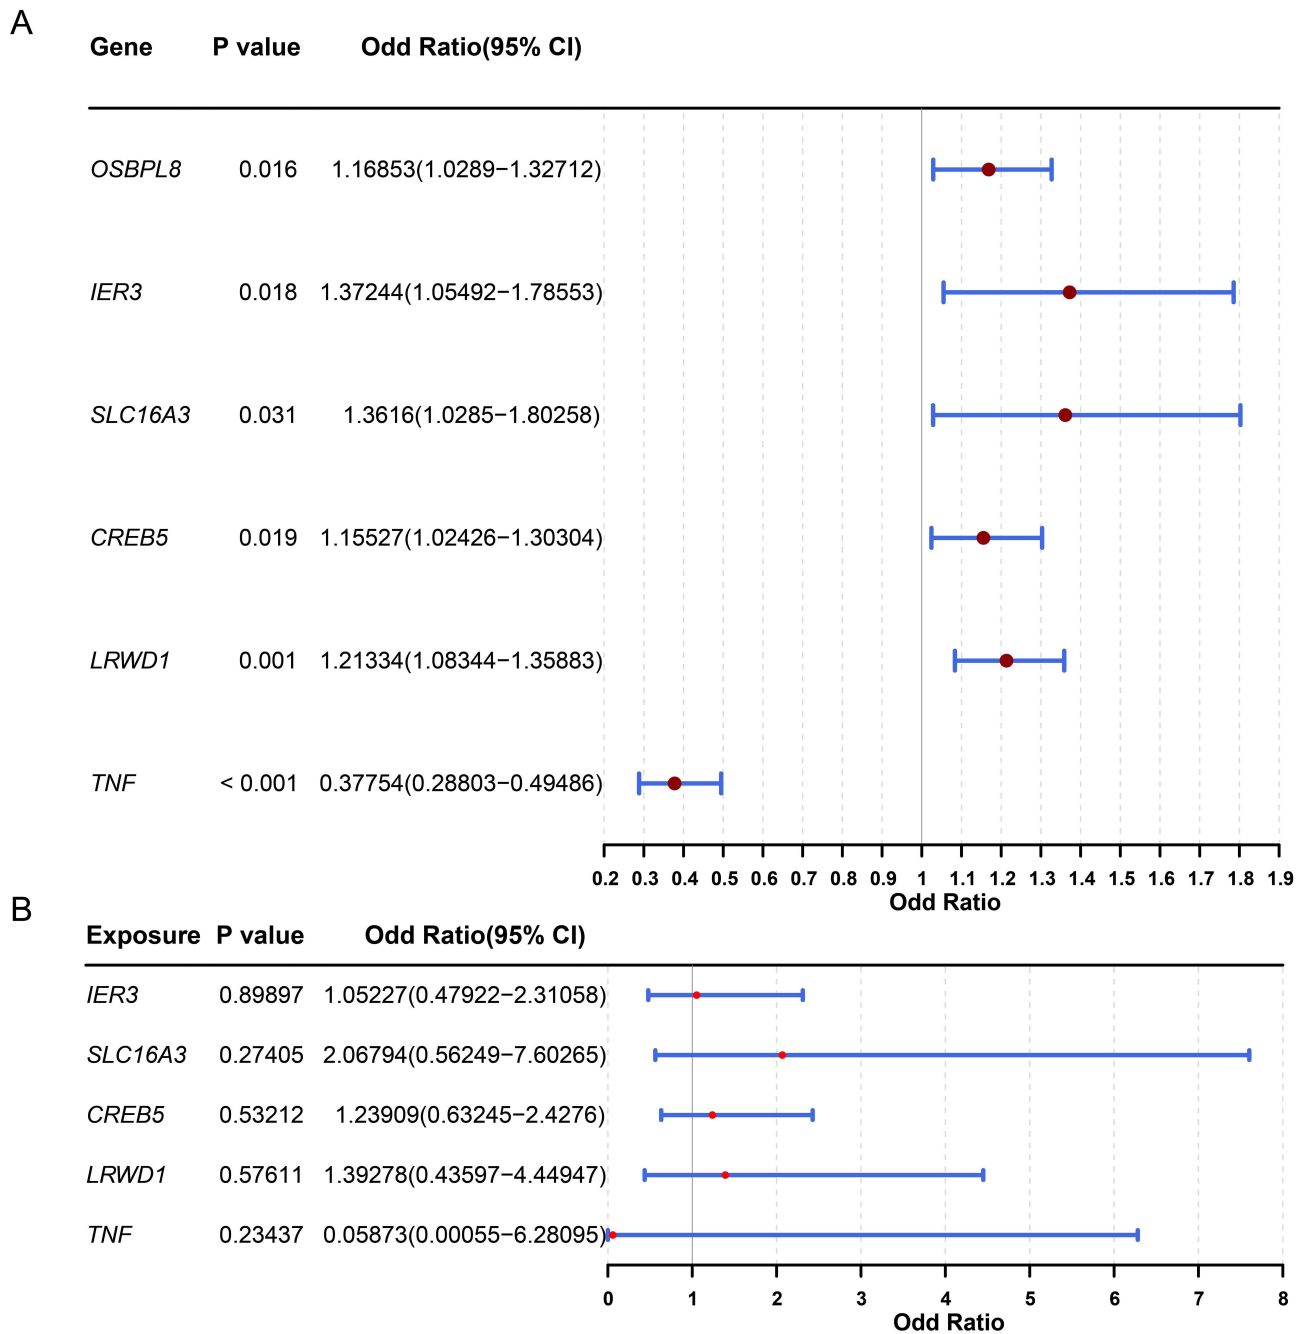 A
Gene P value Odd Ratio(95% CI)
OSBPL8 0.016 1.16853(1.0289−1.32712)
IER3 0.018 1.37244(1.05492−1.78553)
SLC16A3 0.031 1.3616(1.0285−1.80258)
CREB5 0.019 1.15527(1.02426−1.30304)
LRWD1 0.001 1.21334(1.08344−1.35883)
TNF < 0.001 0.37754(0.28803−0.49486)
0.2 0.3 0.4 0.5 0.6 0.7 0.8 0.9 1 1.1 1.2 1.3 1.4 1.5 1.6 1.7 1.8 1.9
Odd Ratio
B
Exposure P value Odd Ratio(95% CI)
IER3 0.89897 1.05227(0.47922−2.31058)
SLC16A3 0.27405 2.06794(0.56249−7.60265)
CREB5 0.53212 1.23909(0.63245−2.4276)
LRWD1 0.57611 1.39278(0.43597−4.44947)
TNF 0.23437 0.05873(0.00055−6.28095)
0 1 2 3 4 5 6 7 8
Odd Ratio